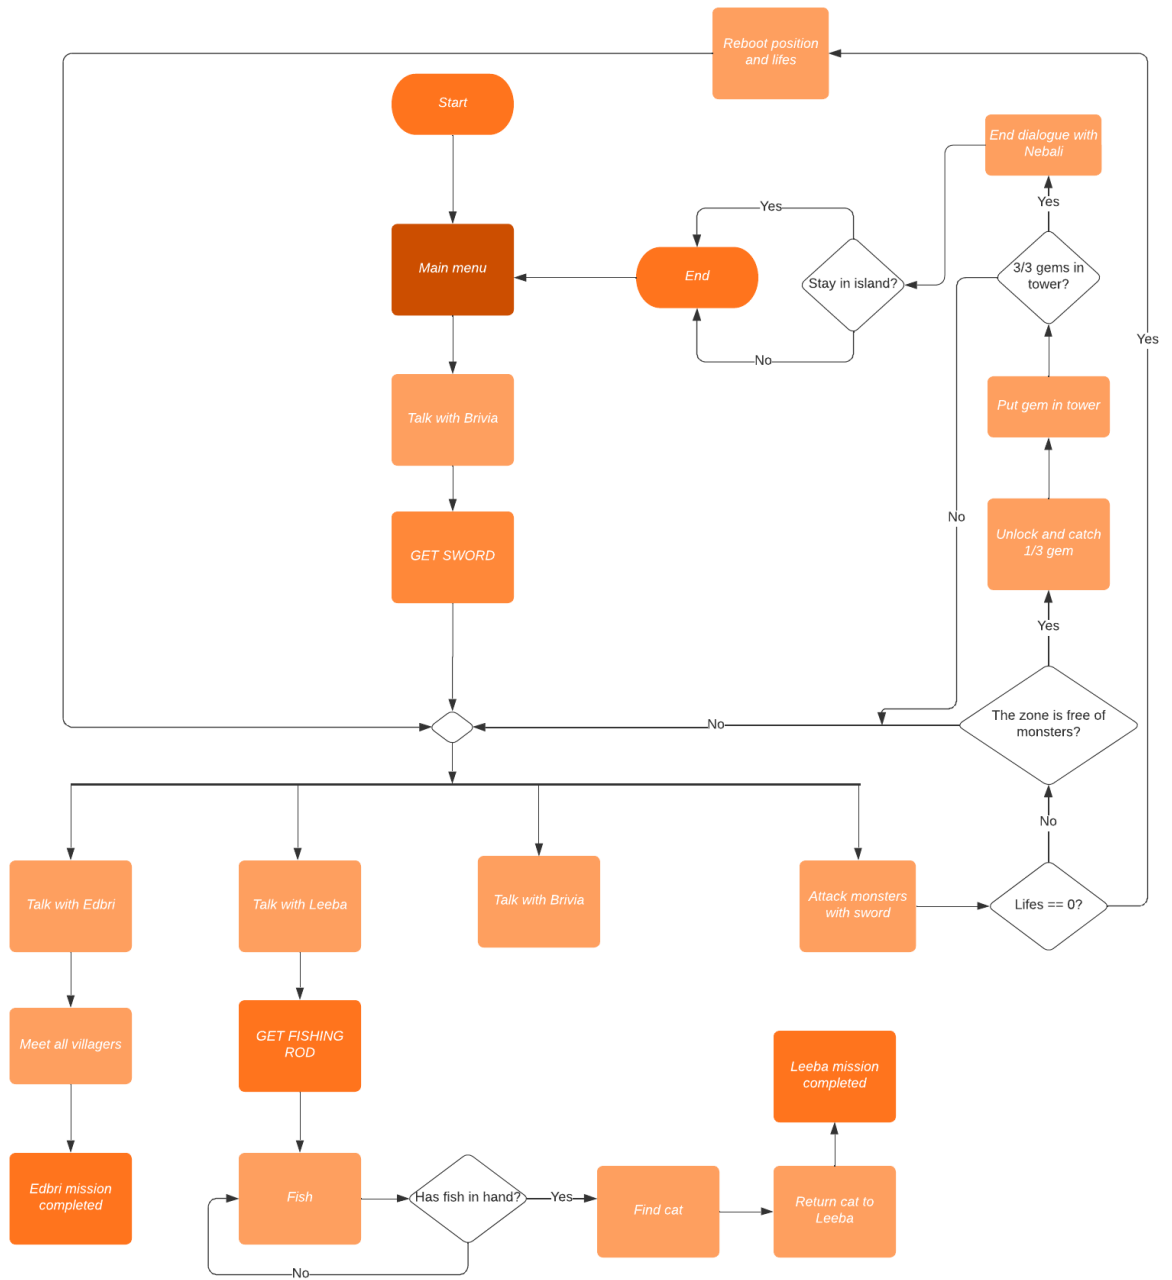 Reboot position
and lifes
Start
End dialogue with
Nebali
Yes
Yes
Main menu
End
Stay in island?
3/3 gems in
tower?
Yes
No
Talk with Brivia
Put gem in tower
No
GET SWORD
Unlock and catch
1/3 gem
Yes
No
The zone is free of
monsters?
No
Talk with Edbri
Talk with Leeba
Talk with Brivia
Attack monsters
with sword
Lifes == 0?
Meet all villagers
GET FISHING
ROD
Leeba mission
completed
Edbri mission
completed
Fish
Has fish in hand?
Yes
Find cat
Return cat to
Leeba
No